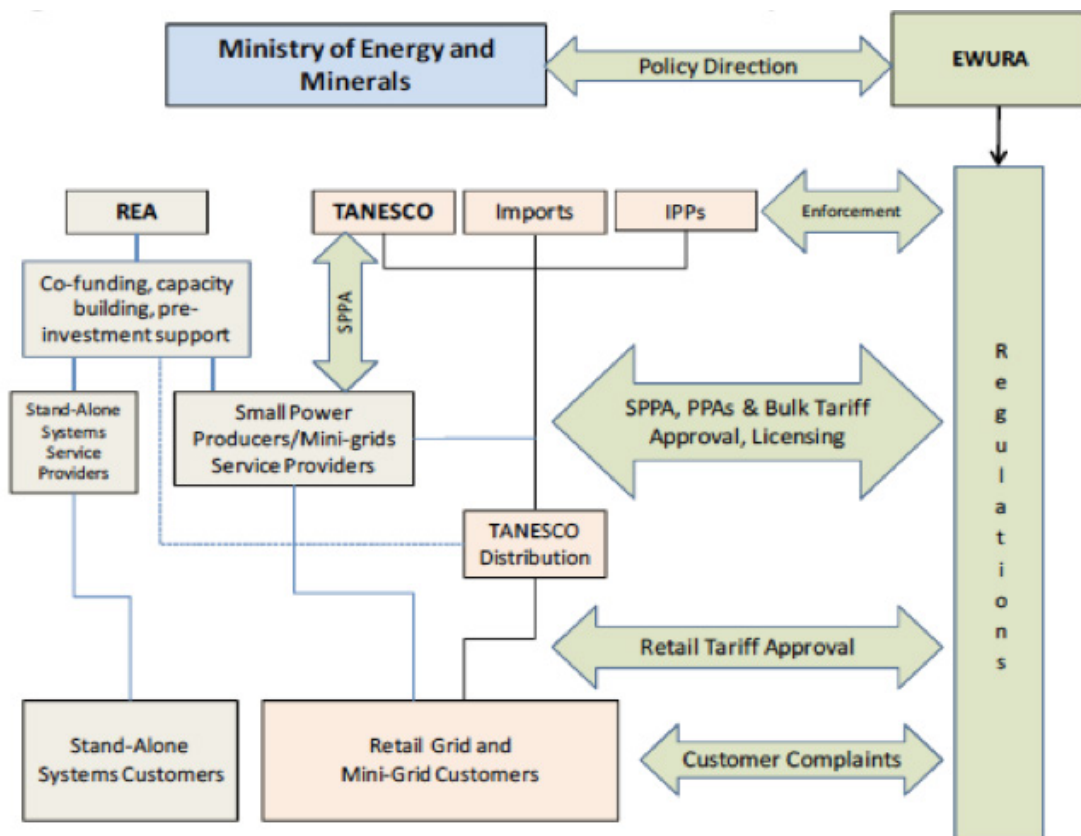 Ministry of Energy and
Minerals
Policy Direction
EWURA
REA
TANESCO
Imports
IPPs
Enforcement
Co-funding, capacity
building, pre-
investment support
SPPA
Stand-Alone
Systems
Service
Providers
Small Power
Producers/Mini-grids
Service Providers
SPPA, PPAs & Bulk Tariff
Approval, Licensing
Regulations
TANESCO
Distribution
Retail Tariff Approval
Stand-Alone
Systems Customers
Retail Grid and
Mini-Grid Customers
Customer Complaints